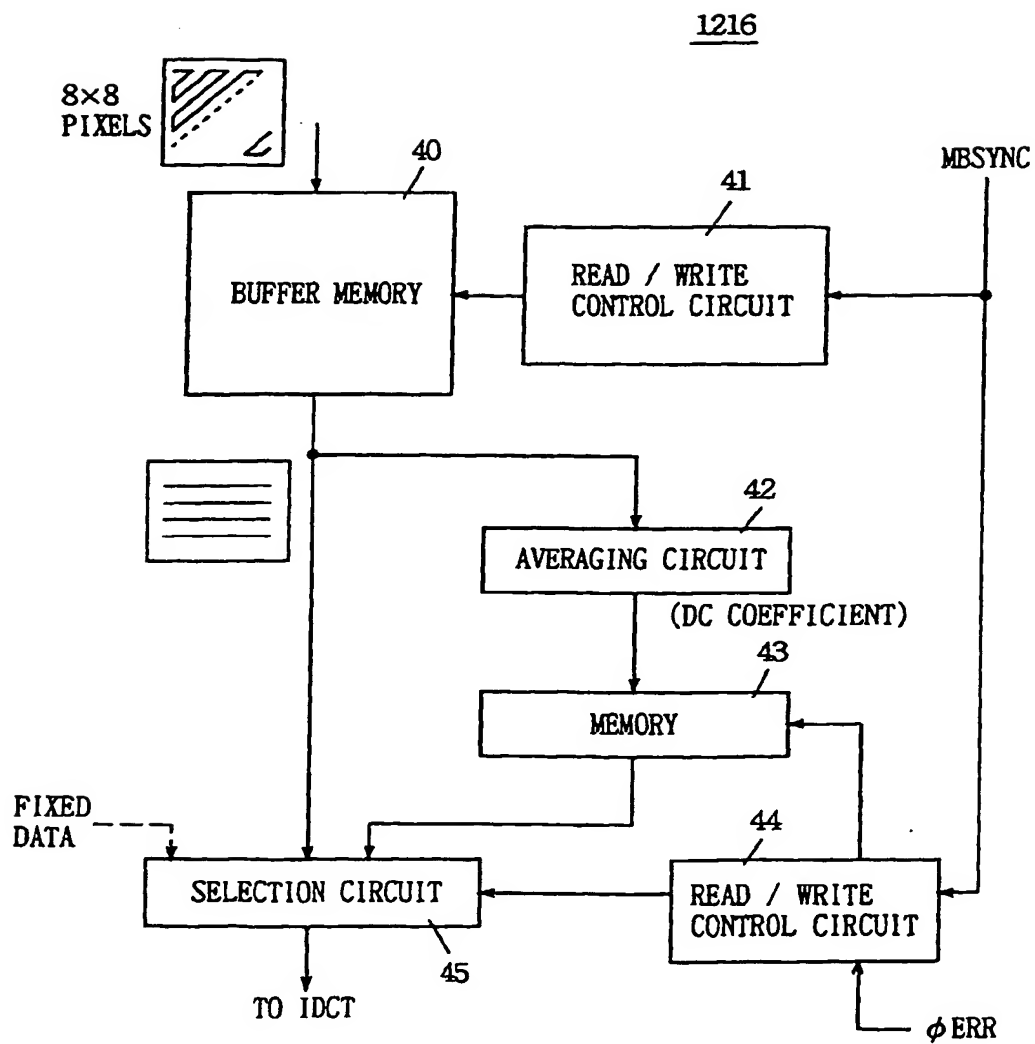 1216
8×8
PIXELS
40
MBSYNC
41
BUFFER MEMORY
READ / WRITE
CONTROL CIRCUIT
42
AVERAGING CIRCUIT
(DC COEFFICIENT)
43
MEMORY
FIXED
DATA
44
SELECTION CIRCUIT
READ / WRITE
CONTROL CIRCUIT
45
TO IDCT
ϕ ERR